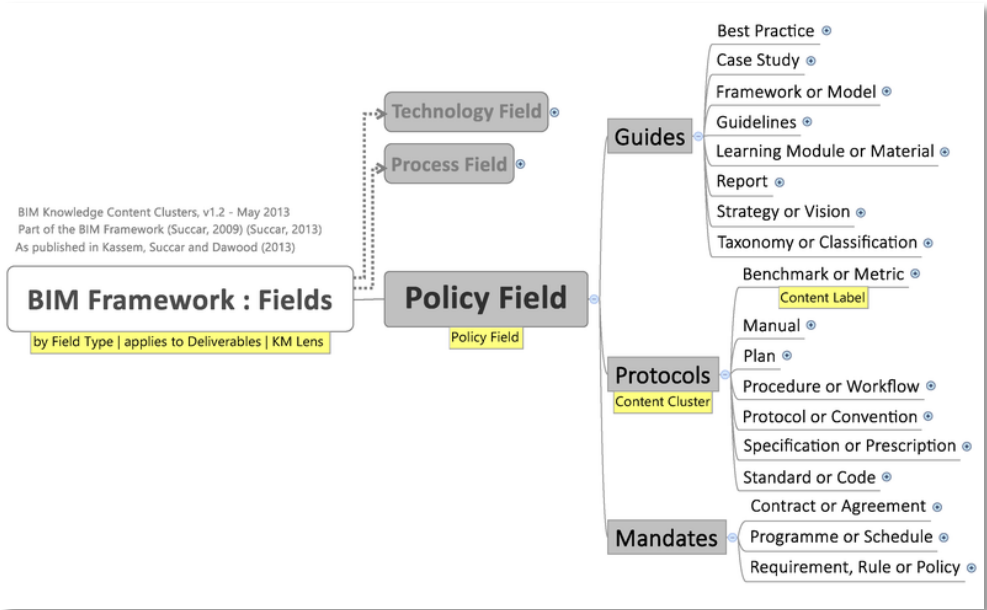 BIM Knowledge Content Clusters, v1.2 - May 2013
Part of the BIM Framework (Succar, 2009) (Succar, 2013)
As published in Kassem, Succar and Dawood (2013)
BIM Framework : Fields
by Field Type | applies to Deliverables | KM Lens
Technology Field
Process Field
Policy Field
Policy Field
Guides
Best Practice
Case Study
Framework or Model
Guidelines
Learning Module or Material
Report
Strategy or Vision
Taxonomy or Classification
Protocols
Content Cluster
Benchmark or Metric
Content Label
Manual
Plan
Procedure or Workflow
Protocol or Convention
Specification or Prescription
Standard or Code
Mandates
Contract or Agreement
Programme or Schedule
Requirement, Rule or Policy